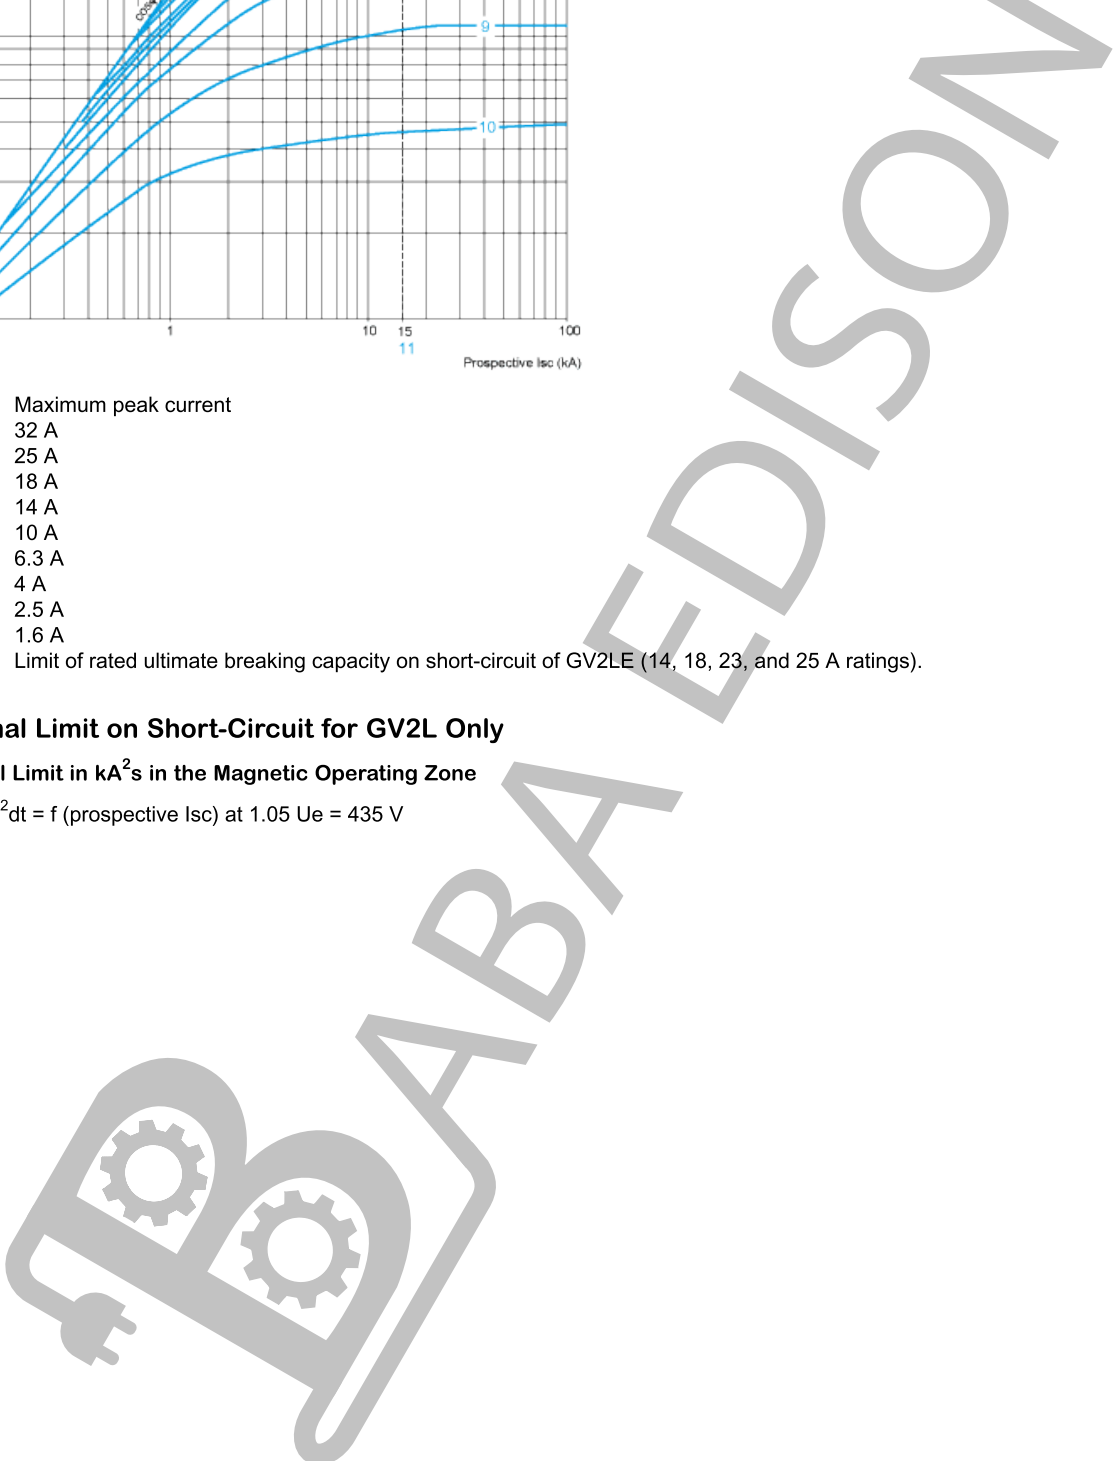 cos
9
10
1 10 15 100
11
Prospective Isc (kA)
Maximum peak current
32 A
25 A
18 A
14 A
10 A
6.3 A
4 A
2.5 A
1.6 A
Limit of rated ultimate breaking capacity on short-circuit of GV2LE (14, 18, 23, and 25 A ratings).
nal Limit on Short-Circuit for GV2L Only
l Limit in kA²s in the Magnetic Operating Zone
²dt = f (prospective Isc) at 1.05 Ue = 435 V
BABA EDISON